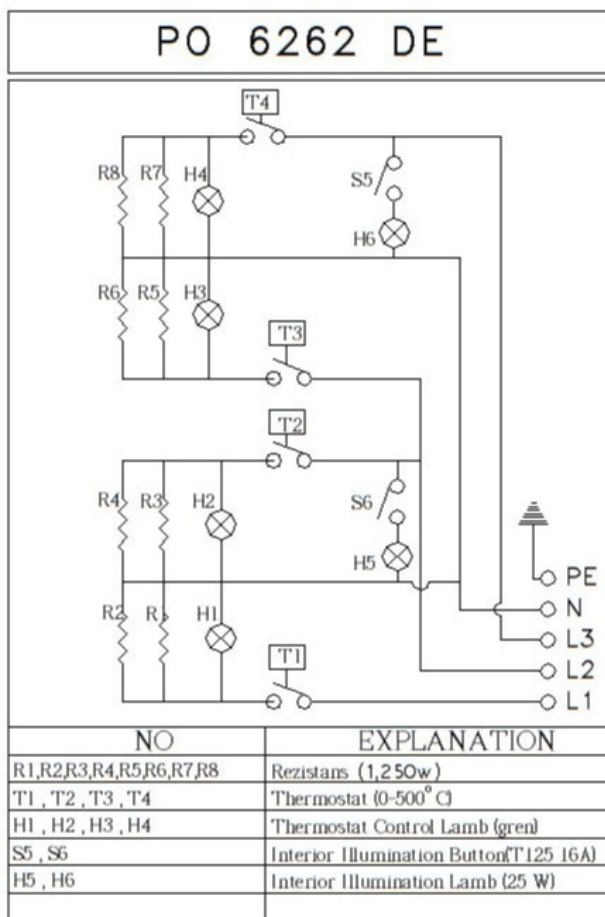 PO 6262 DE
T4
R8 R7 H4
S5
H6
R6 R5 H3
T3
T2
R4 R3 H2
S6
H5
PE
R2 R1 H1
N
L3
T1
L2
L1
NO EXPLANATION
R1,R2,R3,R4,R5,R6,R7,R8 Rezistans (1,250w)
T1 , T2 , T3 , T4 Thermostat (0-500°C)
H1 , H2 , H3 , H4 Thermostat Control Lamb (gren)
S5 , S6 Interior Illumination Button(T125 16A)
H5 , H6 Interior Illumination Lamb (25 W)